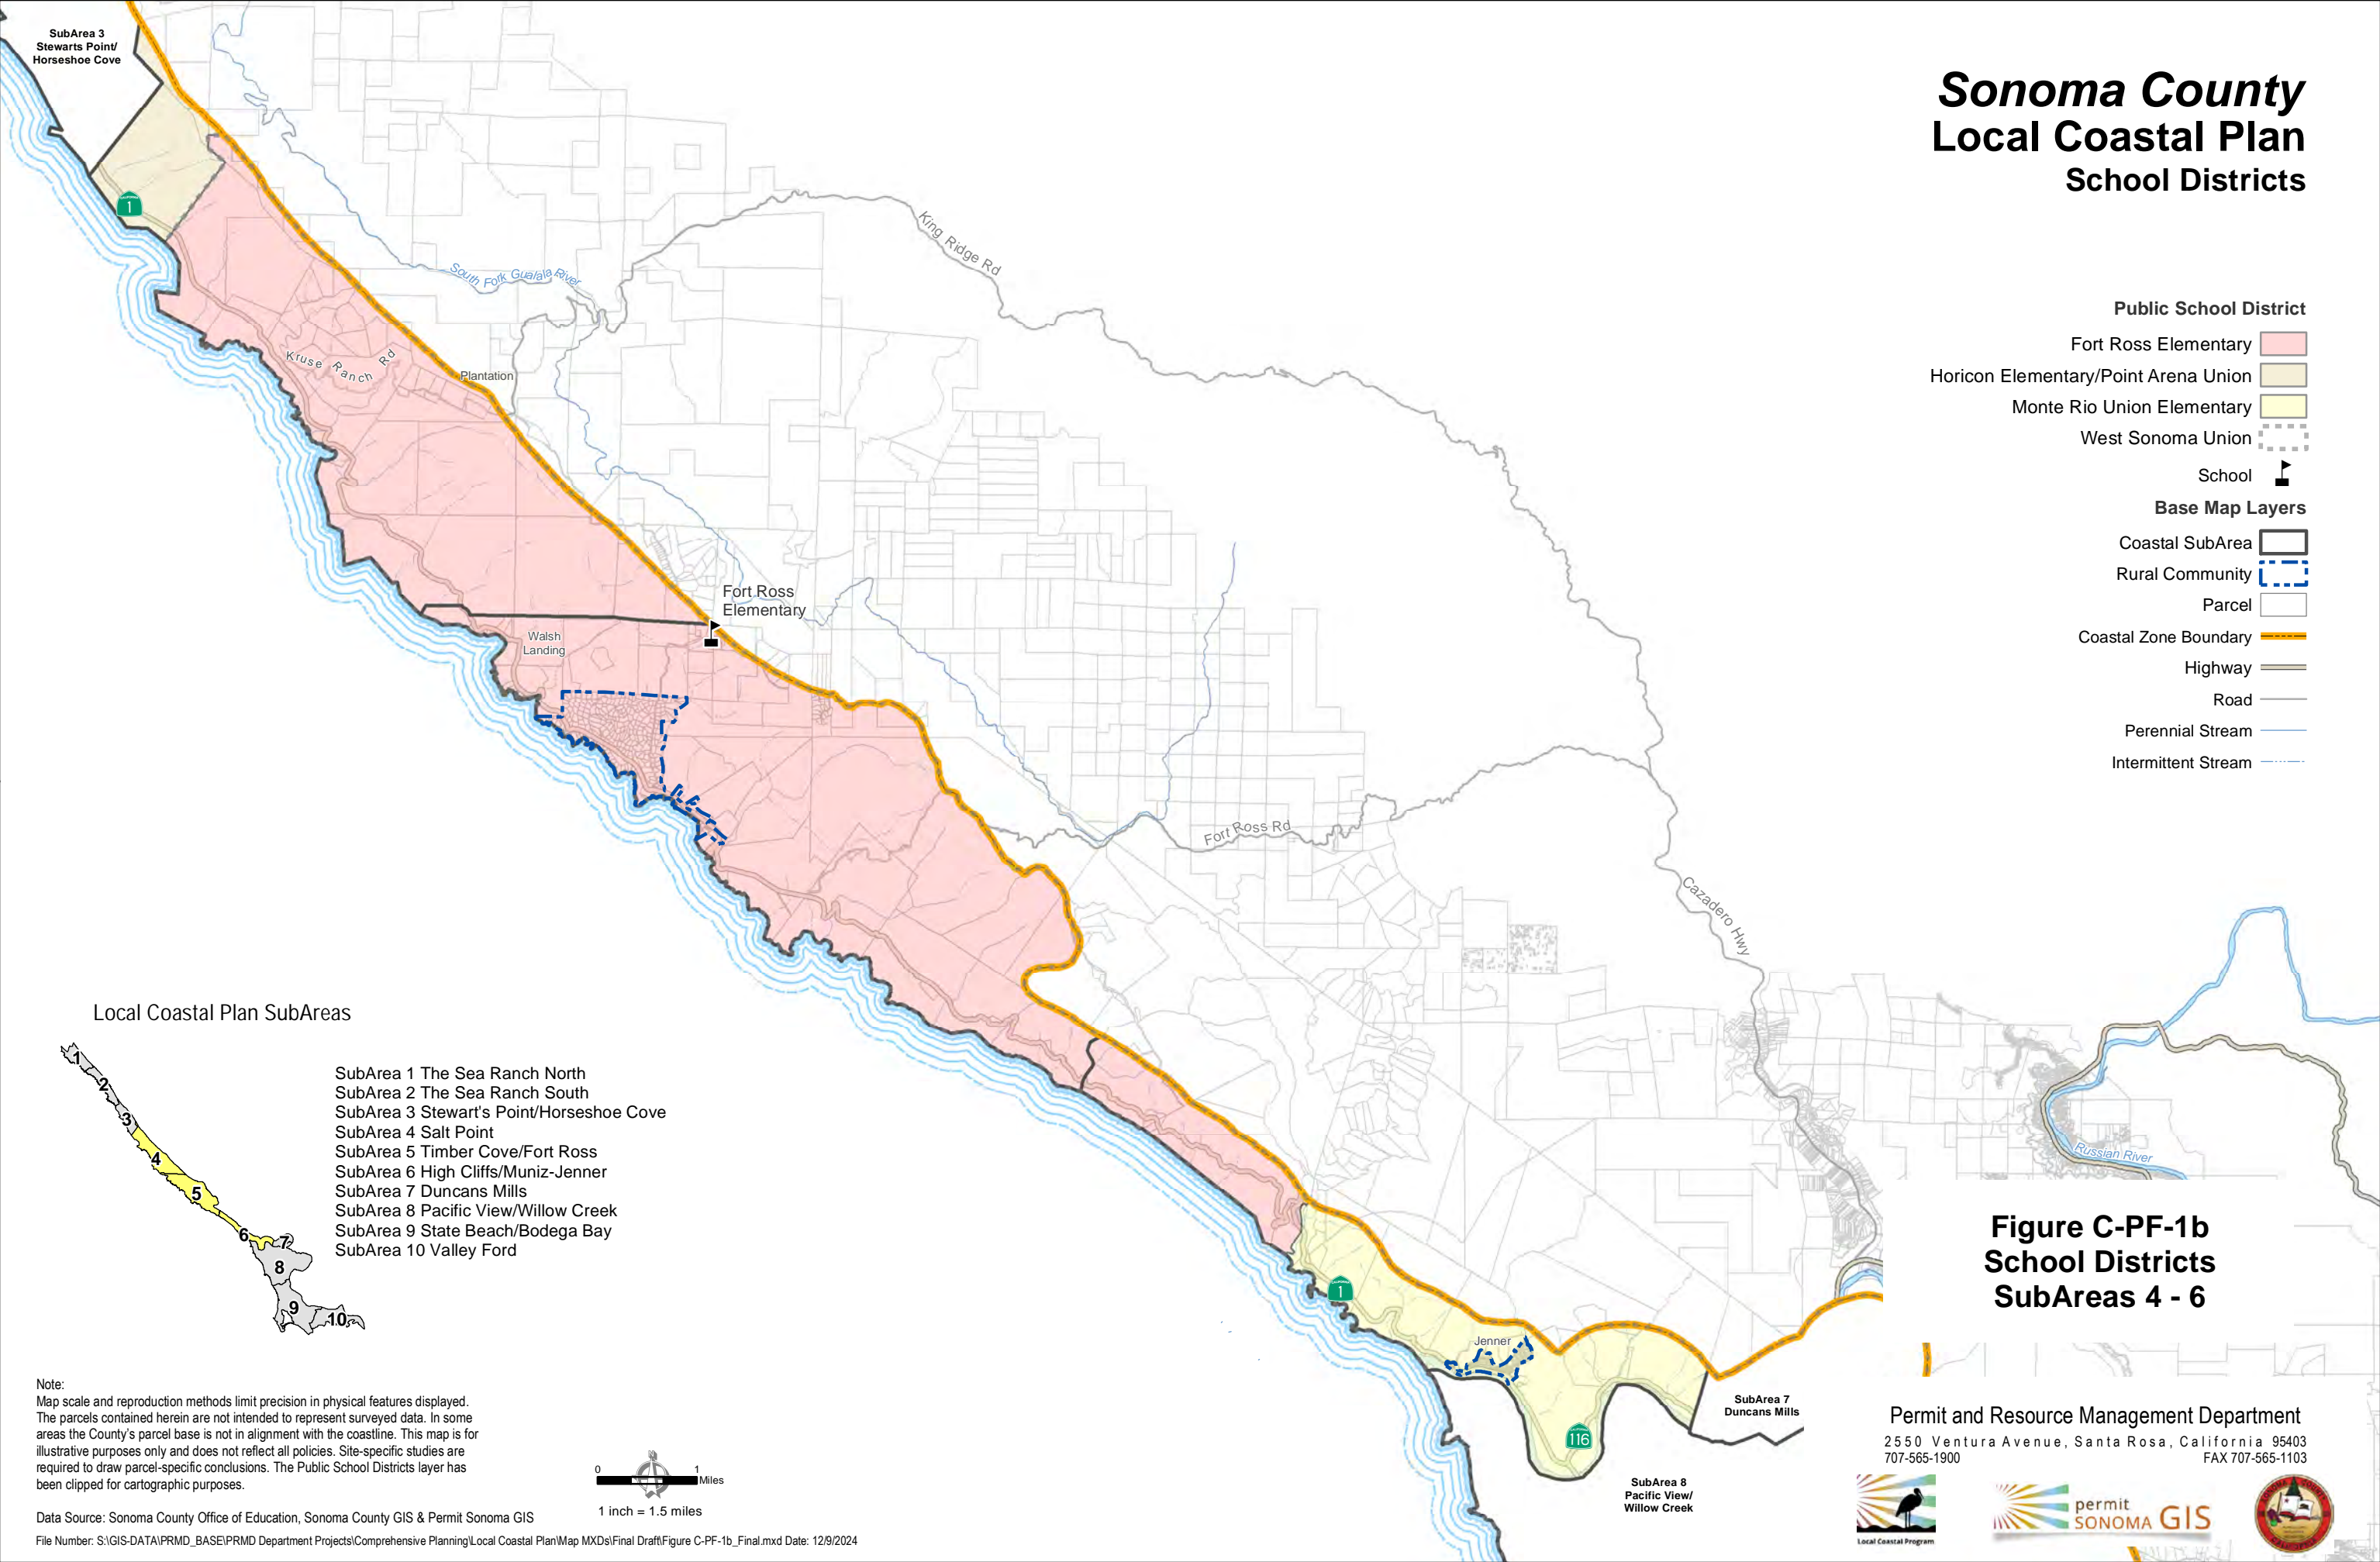 SubArea 3
Stewarts Point/
Horseshoe Cove
Sonoma County
Local Coastal Plan
School Districts
1
King Ridge Rd
South Fork Gualala River
Kruse Ranch Rd
Plantation
Public School District
Fort Ross Elementary
Horicon Elementary/Point Arena Union
Monte Rio Union Elementary
West Sonoma Union
School
Base Map Layers
Coastal SubArea
Rural Community
Parcel
Coastal Zone Boundary
Highway
Road
Perennial Stream
Intermittent Stream
Fort Ross
Elementary
Walsh
Landing
Fort Ross Rd
Cazadero Hwy
Russian River
Local Coastal Plan SubAreas
1
2
3
4
5
6
7
8
9
10
SubArea 1 The Sea Ranch North
SubArea 2 The Sea Ranch South
SubArea 3 Stewart's Point/Horseshoe Cove
SubArea 4 Salt Point
SubArea 5 Timber Cove/Fort Ross
SubArea 6 High Cliffs/Muniz-Jenner
SubArea 7 Duncans Mills
SubArea 8 Pacific View/Willow Creek
SubArea 9 State Beach/Bodega Bay
SubArea 10 Valley Ford
Figure C-PF-1b
School Districts
SubAreas 4 - 6
1
Jenner
116
SubArea 7
Duncans Mills
SubArea 8
Pacific View/
Willow Creek
Note:
Map scale and reproduction methods limit precision in physical features displayed.
The parcels contained herein are not intended to represent surveyed data. In some
areas the County's parcel base is not in alignment with the coastline. This map is for
illustrative purposes only and does not reflect all policies. Site-specific studies are
required to draw parcel-specific conclusions. The Public School Districts layer has
been clipped for cartographic purposes.
Data Source: Sonoma County Office of Education, Sonoma County GIS & Permit Sonoma GIS
File Number: S:\GIS-DATA\PRMD_BASE\PRMD Department Projects\Comprehensive Planning\Local Coastal Plan\Map MXDs\Final Draft\Figure C-PF-1b_Final.mxd Date: 12/9/2024
0 1
Miles
1 inch = 1.5 miles
Permit and Resource Management Department
2550 Ventura Avenue, Santa Rosa, California 95403
707-565-1900 FAX 707-565-1103
Local Coastal Program
permit
SONOMA GIS